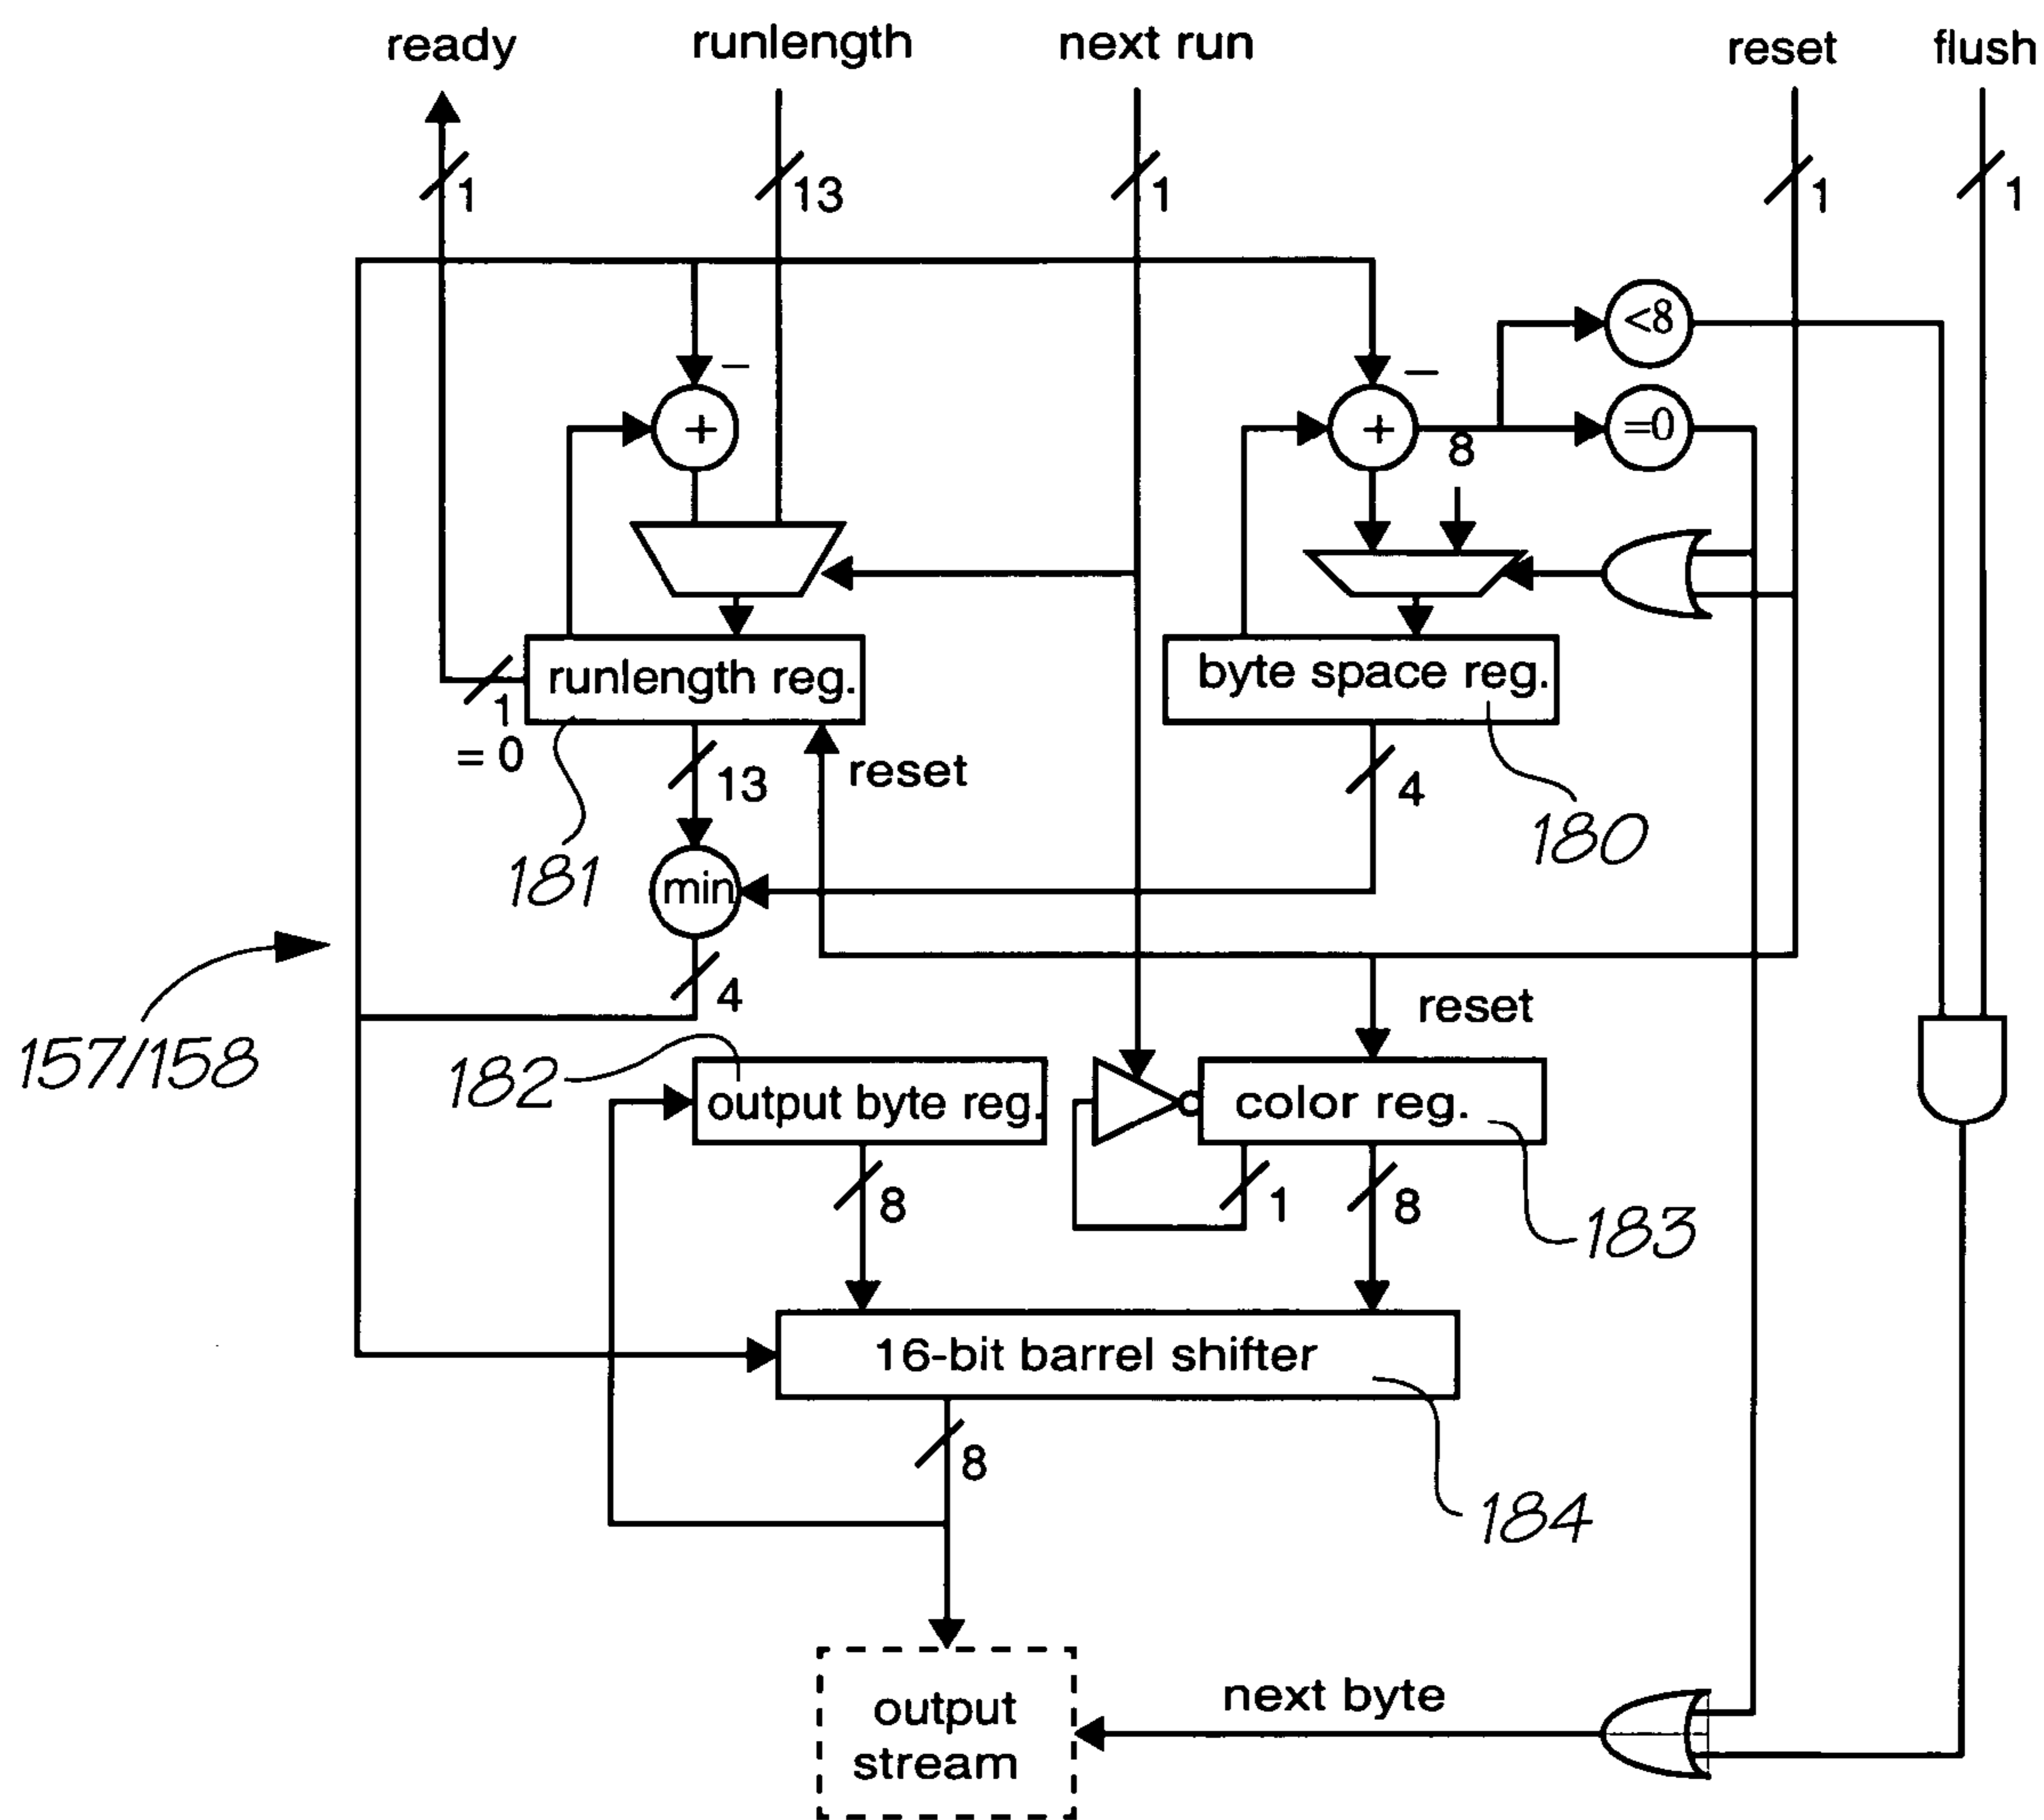 ready
runlength
next run
reset
flush
1
13
1
1
1
<8
−
−
+
+
=0
8
runlength reg.
byte space reg.
1
= 0
13
reset
4
181
180
min
4
reset
157/158
182
output byte reg.
color reg.
8
1
8
183
16-bit barrel shifter
8
184
next byte
output
stream